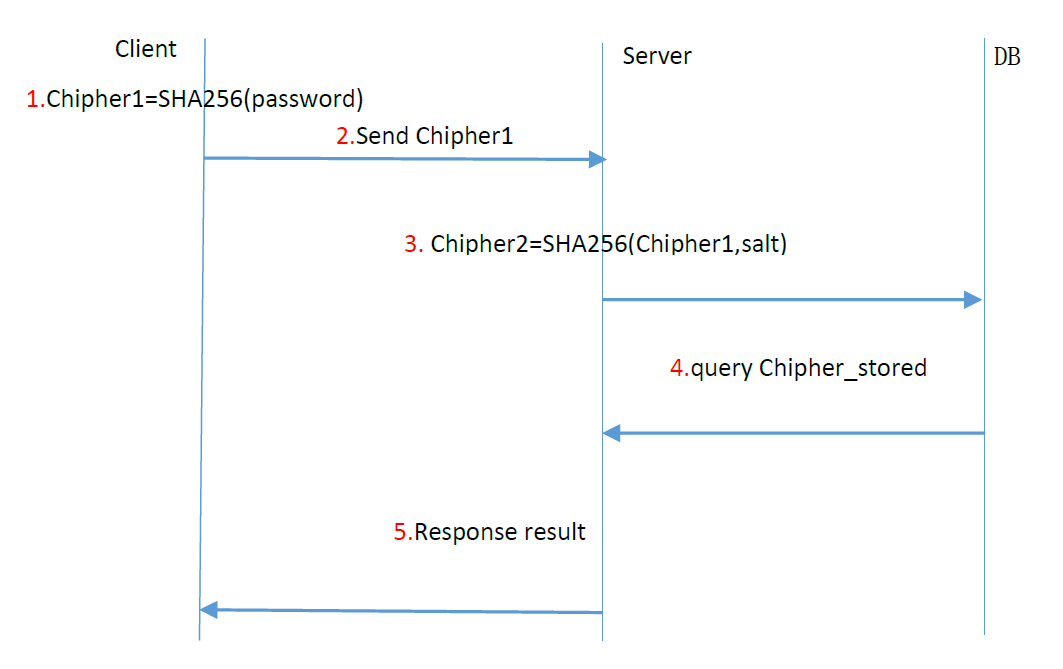 Client
Server
DB
1.Chipher1=SHA256(password)
2.Send Chipher1
3. Chipher2=SHA256(Chipher1,salt)
4.query Chipher_stored
5.Response result